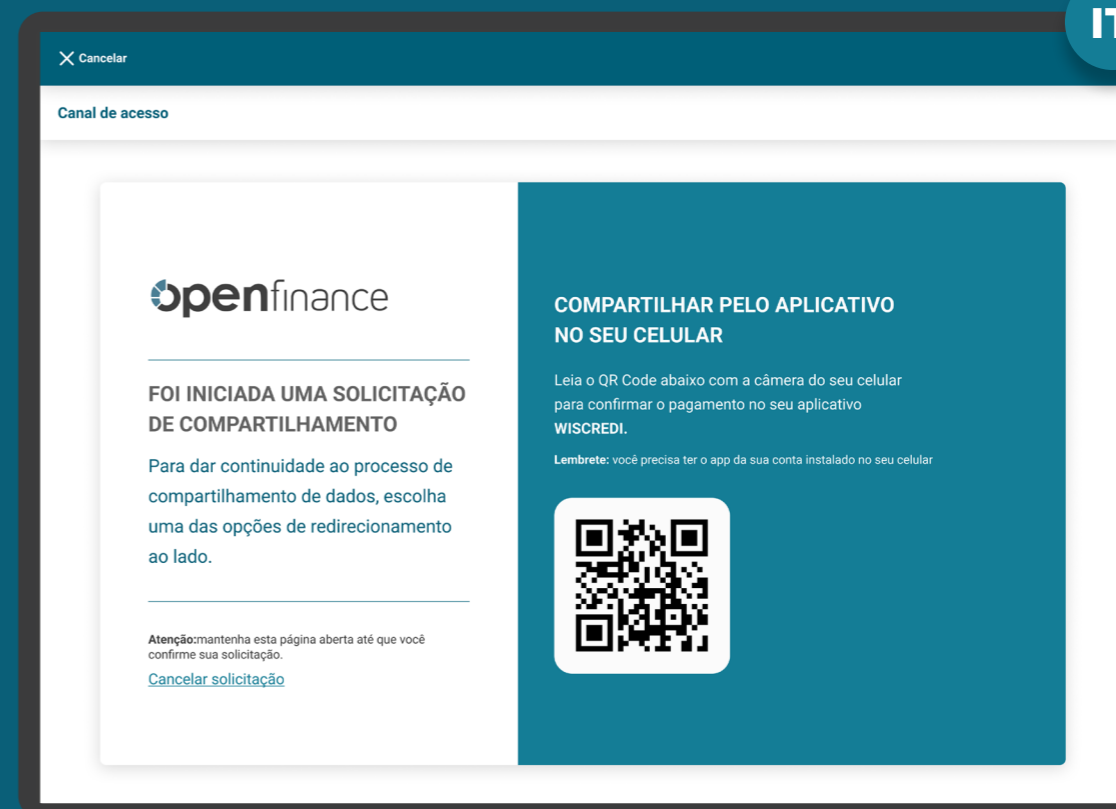 IT
Cancelar
Canal de acesso
openfinance
FOI INICIADA UMA SOLICITAÇÃO
DE COMPARTILHAMENTO
Para dar continuidade ao processo de
compartilhamento de dados, escolha
uma das opções de redirecionamento
ao lado.
Atenção:mantenha esta página aberta até que você
confirme sua solicitação.
Cancelar solicitação
COMPARTILHAR PELO APLICATIVO
NO SEU CELULAR
Leia o QR Code abaixo com a câmera do seu celular
para confirmar o pagamento no seu aplicativo
WISCREDI.
Lembrete: você precisa ter o app da sua conta instalado no seu celular